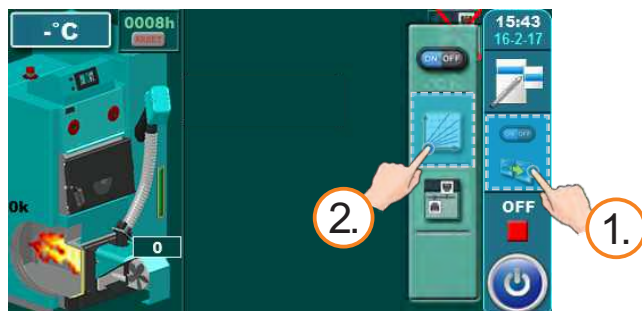 -°C
0008h
RESET
ON OFF
15:43
16-2-17
ON OFF
OFF
0k
0
2.
1.